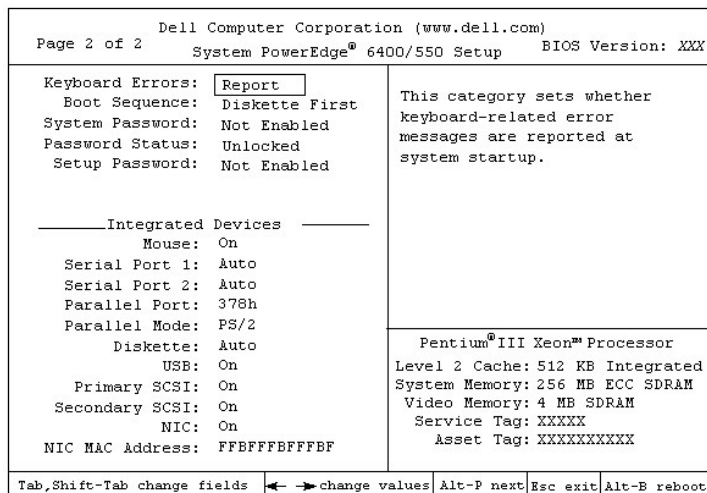 Dell Computer Corporation (www.dell.com)
Page 2 of 2 System PowerEdge® 6400/550 Setup BIOS Version: XXX
Keyboard Errors: Report
Boot Sequence: Diskette First
System Password: Not Enabled
Password Status: Unlocked
Setup Password: Not Enabled
This category sets whether
keyboard-related error
messages are reported at
system startup.
Integrated Devices
Mouse: On
Serial Port 1: Auto
Serial Port 2: Auto
Parallel Port: 378h
Parallel Mode: PS/2
Diskette: Auto
USB: On
Primary SCSI: On
Secondary SCSI: On
NIC: On
NIC MAC Address: FFBFFFBFFFBF
Pentium® III Xeon™ Processor
Level 2 Cache: 512 KB Integrated
System Memory: 256 MB ECC SDRAM
Video Memory: 4 MB SDRAM
Service Tag: XXXXX
Asset Tag: XXXXXXXXXX
Tab,Shift-Tab change fields ← → change values Alt-P next Esc exit Alt-B reboot